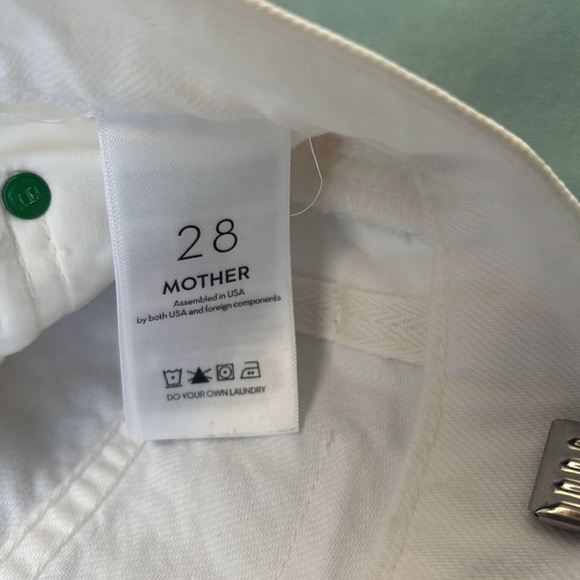 28
MOTHER
Assembled in USA
by both USA and foreign components
DO YOUR OWN LAUNDRY